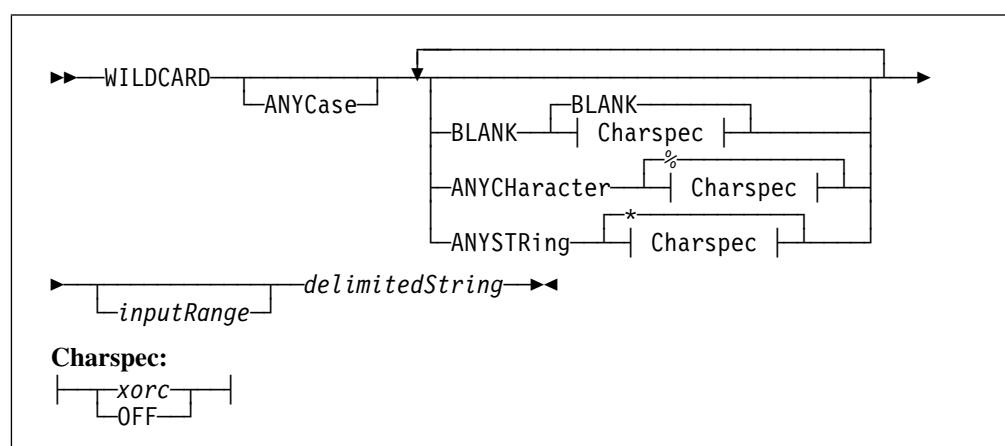 WILDCARD
ANYCase
BLANK
BLANK
Charspec
%
ANYCHaracter
Charspec
*
ANYSTRing
Charspec
inputRange
delimitedString
Charspec:
xorc
OFF